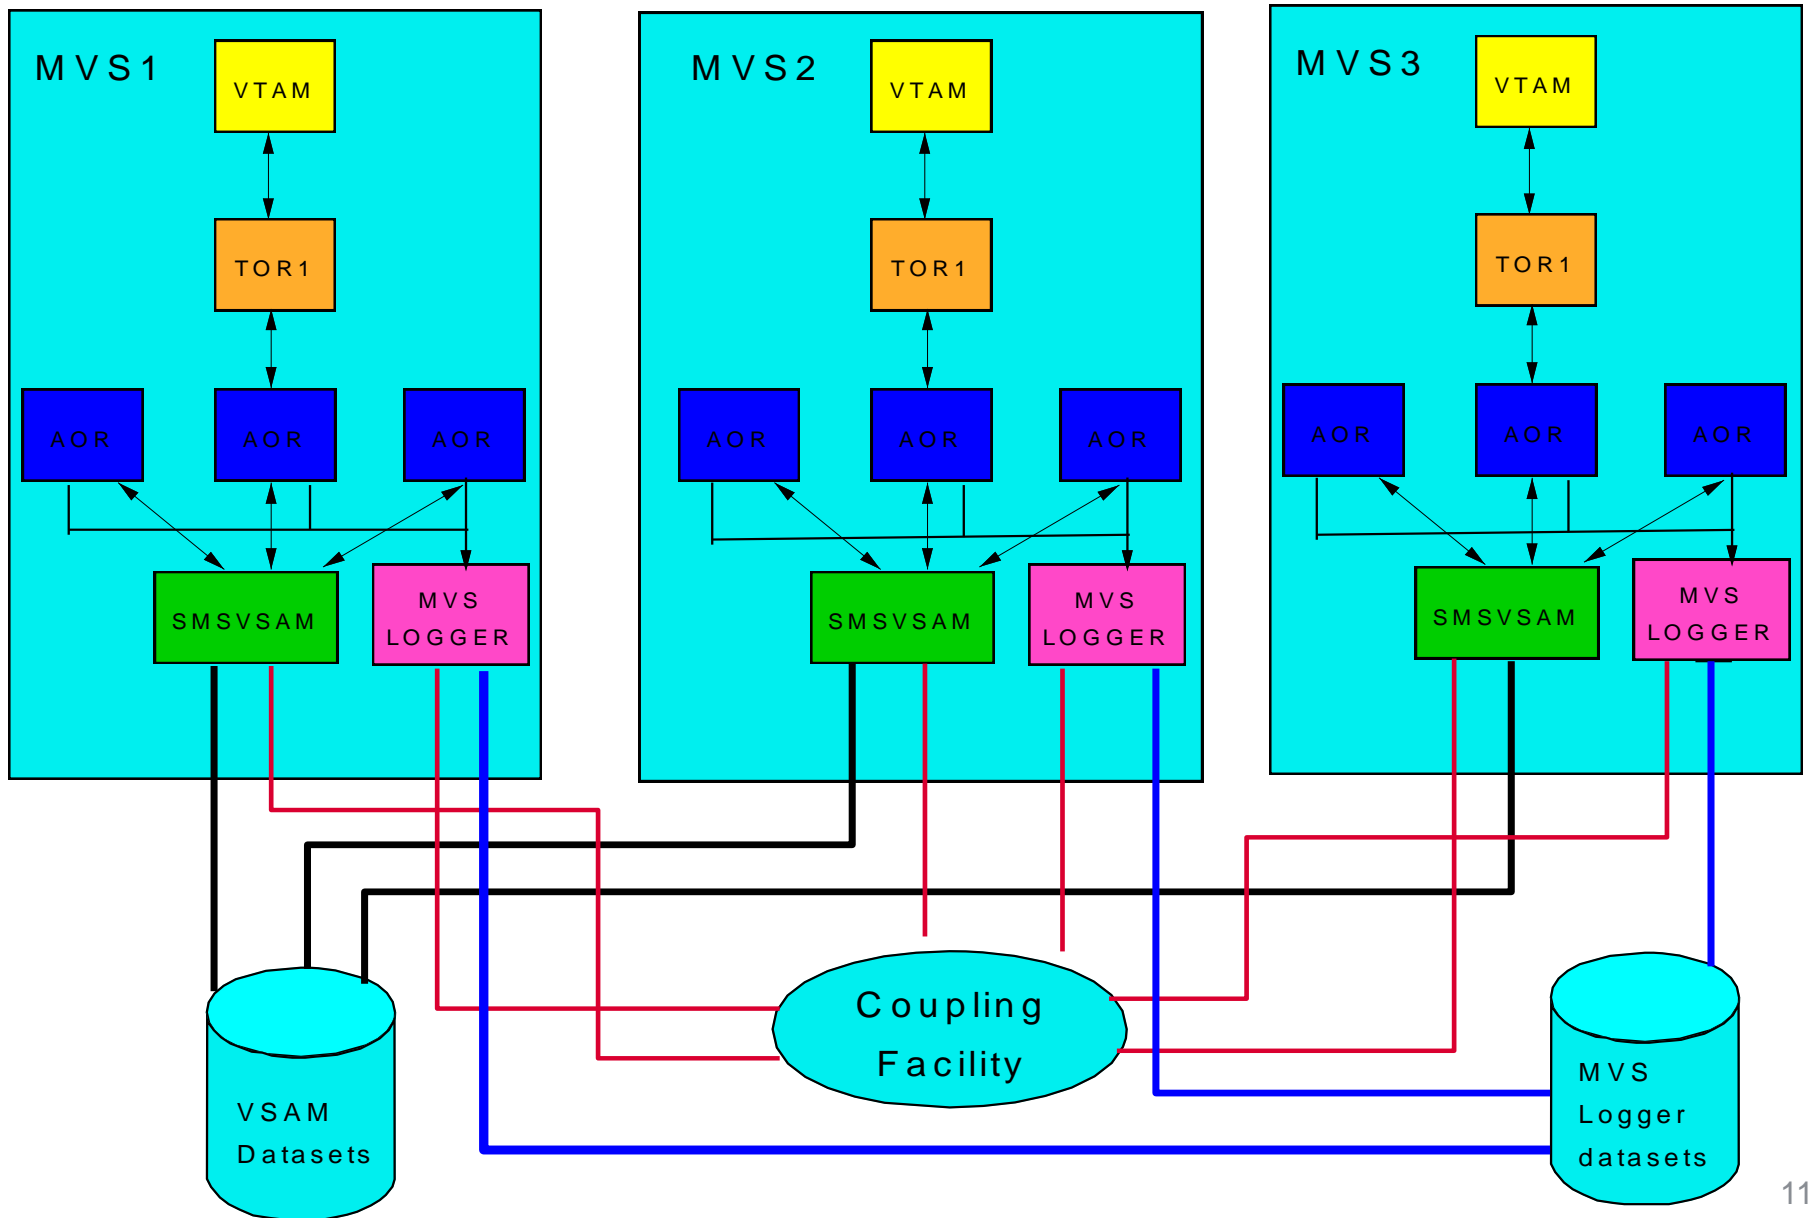 MVS1
VTAM
TOR1
AOR
AOR
AOR
SMSVSAM
MVS
LOGGER
MVS2
VTAM
TOR1
AOR
AOR
AOR
SMSVSAM
MVS
LOGGER
MVS3
VTAM
TOR1
AOR
AOR
AOR
SMSVSAM
MVS
LOGGER
VSAM
Datasets
Coupling
Facility
MVS
Logger
datasets
11